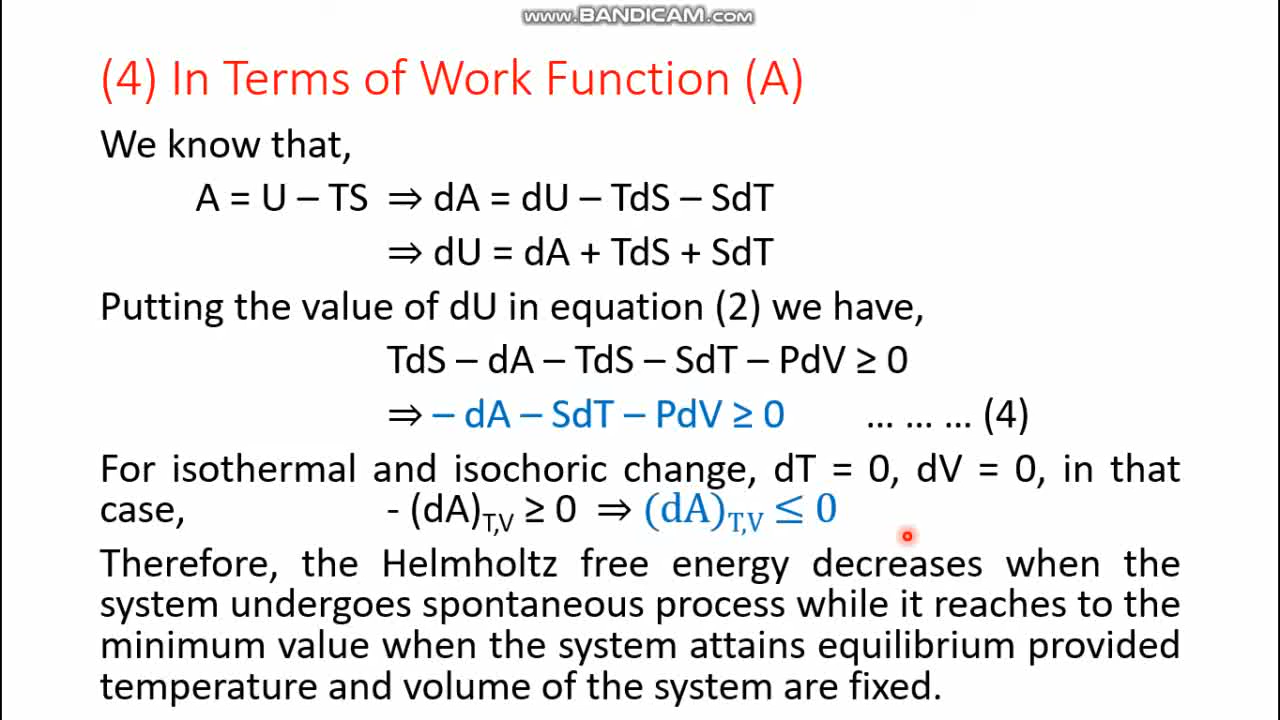 www.BANDICAM.com
(4) In Terms of Work Function (A)
We know that,
A = U – TS ⇒ dA = dU – TdS – SdT
⇒ dU = dA + TdS + SdT
Putting the value of dU in equation (2) we have,
TdS – dA – TdS – SdT – PdV ≥ 0
⇒ – dA – SdT – PdV ≥ 0 ... ... ... (4)
For isothermal and isochoric change, dT = 0, dV = 0, in that
case, - (dA)T,V ≥ 0 ⇒ (dA)T,V ≤ 0
Therefore, the Helmholtz free energy decreases when the
system undergoes spontaneous process while it reaches to the
minimum value when the system attains equilibrium provided
temperature and volume of the system are fixed.